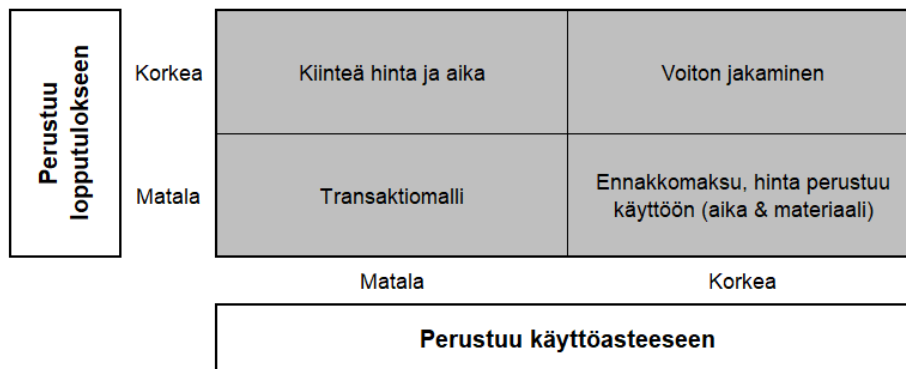 Perustuu
lopputulokseen
Korkea
Kiinteä hinta ja aika
Voiton jakaminen
Matala
Transaktiomalli
Ennakkomaksu, hinta perustuu
käyttöön (aika & materiaali)
Matala
Korkea
Perustuu käyttöasteeseen